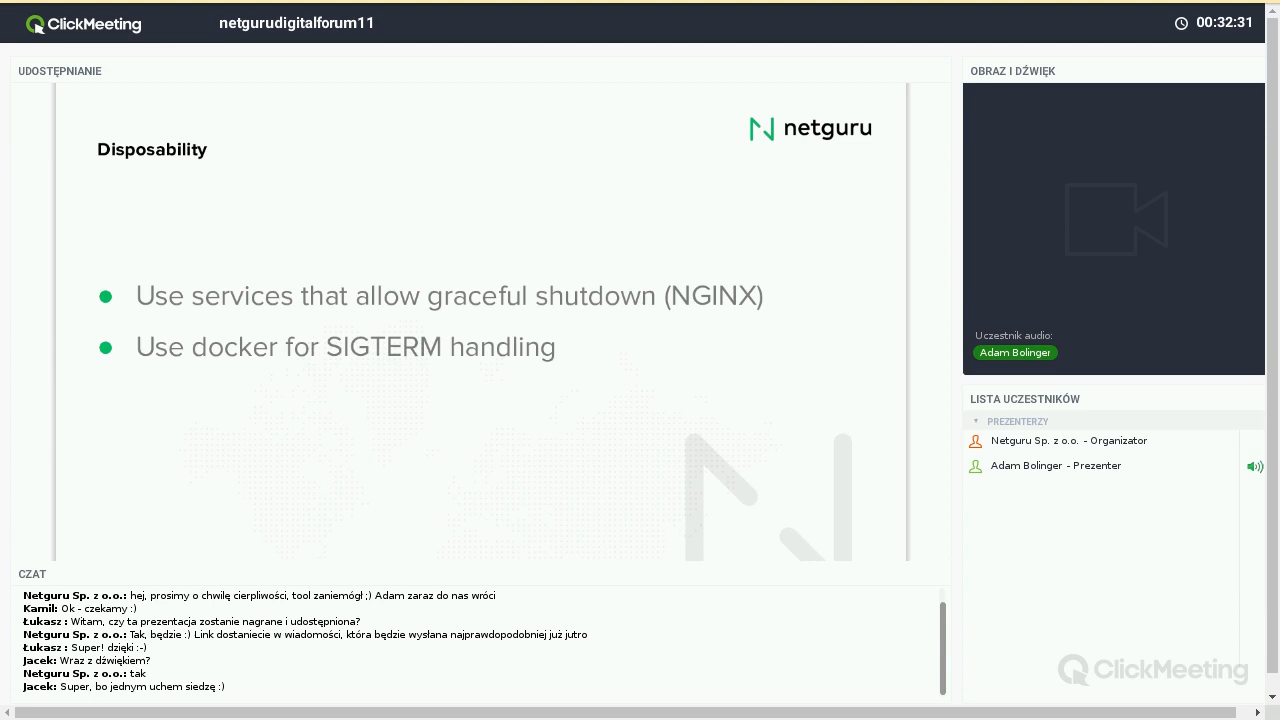 ClickMeeting
netgurudigitalforum11
00:32:31
UDOSTĘPNIANIE
netguru
Disposability
Use services that allow graceful shutdown (NGINX)
Use docker for SIGTERM handling
OBRAZ I DŹWIĘK
Uczestnik audio:
Adam Bolinger
LISTA UCZESTNIKÓW
PREZENTERZY
Netguru Sp. z o.o. - Organizator
Adam Bolinger - Prezenter
CZAT
Netguru Sp. z o.o.: hej, prosimy o chwilę cierpliwości, tool zaniemógł ;) Adam zaraz do nas wróci
Kamil: Ok - czekamy :)
Łukasz : Witam, czy ta prezentacja zostanie nagrane i udostępniona?
Netguru Sp. z o.o.: Tak, będzie :) Link dostaniecie w wiadomości, która będzie wysłana najprawdopodobniej już jutro
Łukasz : Super! dzięki :-)
Jacek: Wraz z dźwiękiem?
Netguru Sp. z o.o.: tak
Jacek: Super, bo jednym uchem siedzę :)
ClickMeeting